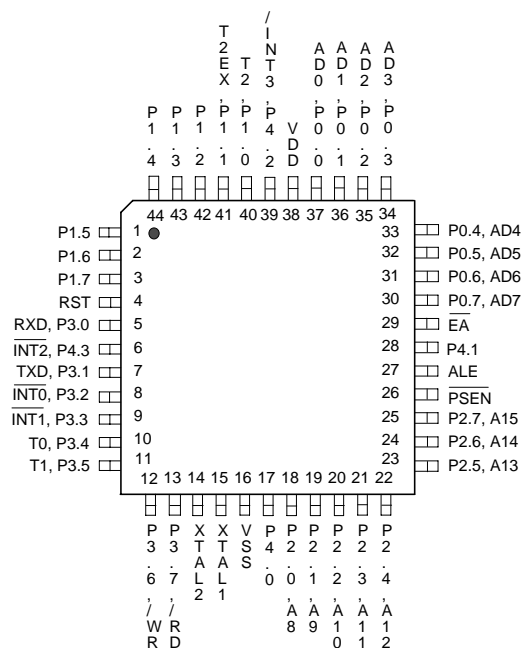 P1.4
P1.3
P1.2
T2EX,P1.1
T2,P1.0
/INT3,P4.2
VDD
AD0,P0.0
AD1,P0.1
AD2,P0.2
AD3,P0.3
44 43 42 41 40 39 38 37 36 35 34
P1.5 1
P1.6 2
P1.7 3
RST 4
RXD, P3.0 5
INT2, P4.3 6
TXD, P3.1 7
INT0, P3.2 8
INT1, P3.3 9
T0, P3.4 10
T1, P3.5 11
33 P0.4, AD4
32 P0.5, AD5
31 P0.6, AD6
30 P0.7, AD7
29 EA
28 P4.1
27 ALE
26 PSEN
25 P2.7, A15
24 P2.6, A14
23 P2.5, A13
12 13 14 15 16 17 18 19 20 21 22
P3.6,/WR
P3.7,/RD
XTAL2
XTAL1
VSS
P4.0
P2.0,A8
P2.1,A9
P2.2,A10
P2.3,A11
P2.4,A12